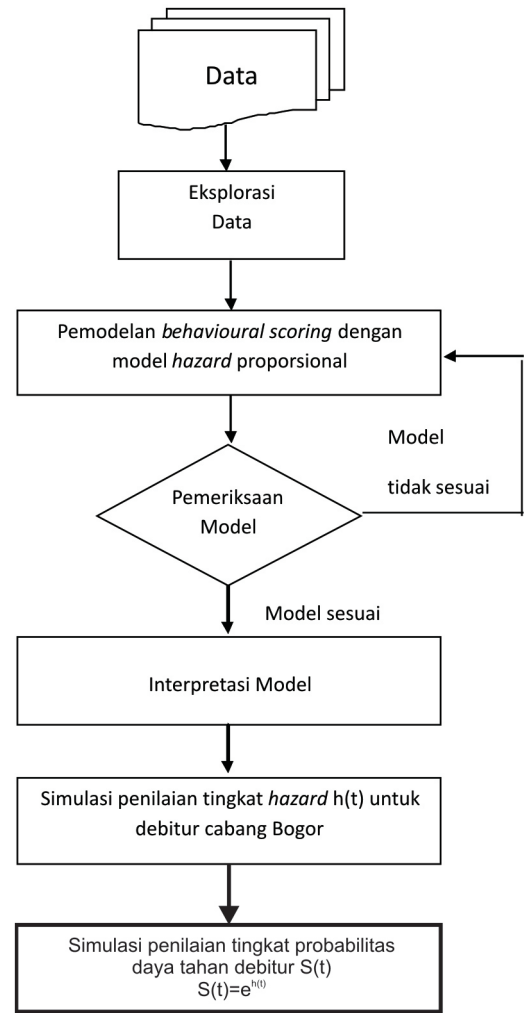 Data
Eksplorasi
Data
Pemodelan behavioural scoring dengan
model hazard proporsional
Model
tidak sesuai
Pemeriksaan
Model
Model sesuai
Interpretasi Model
Simulasi penilaian tingkat hazard h(t) untuk
debitur cabang Bogor
Simulasi penilaian tingkat probabilitas
daya tahan debitur S(t)
S(t)=e^h(t)